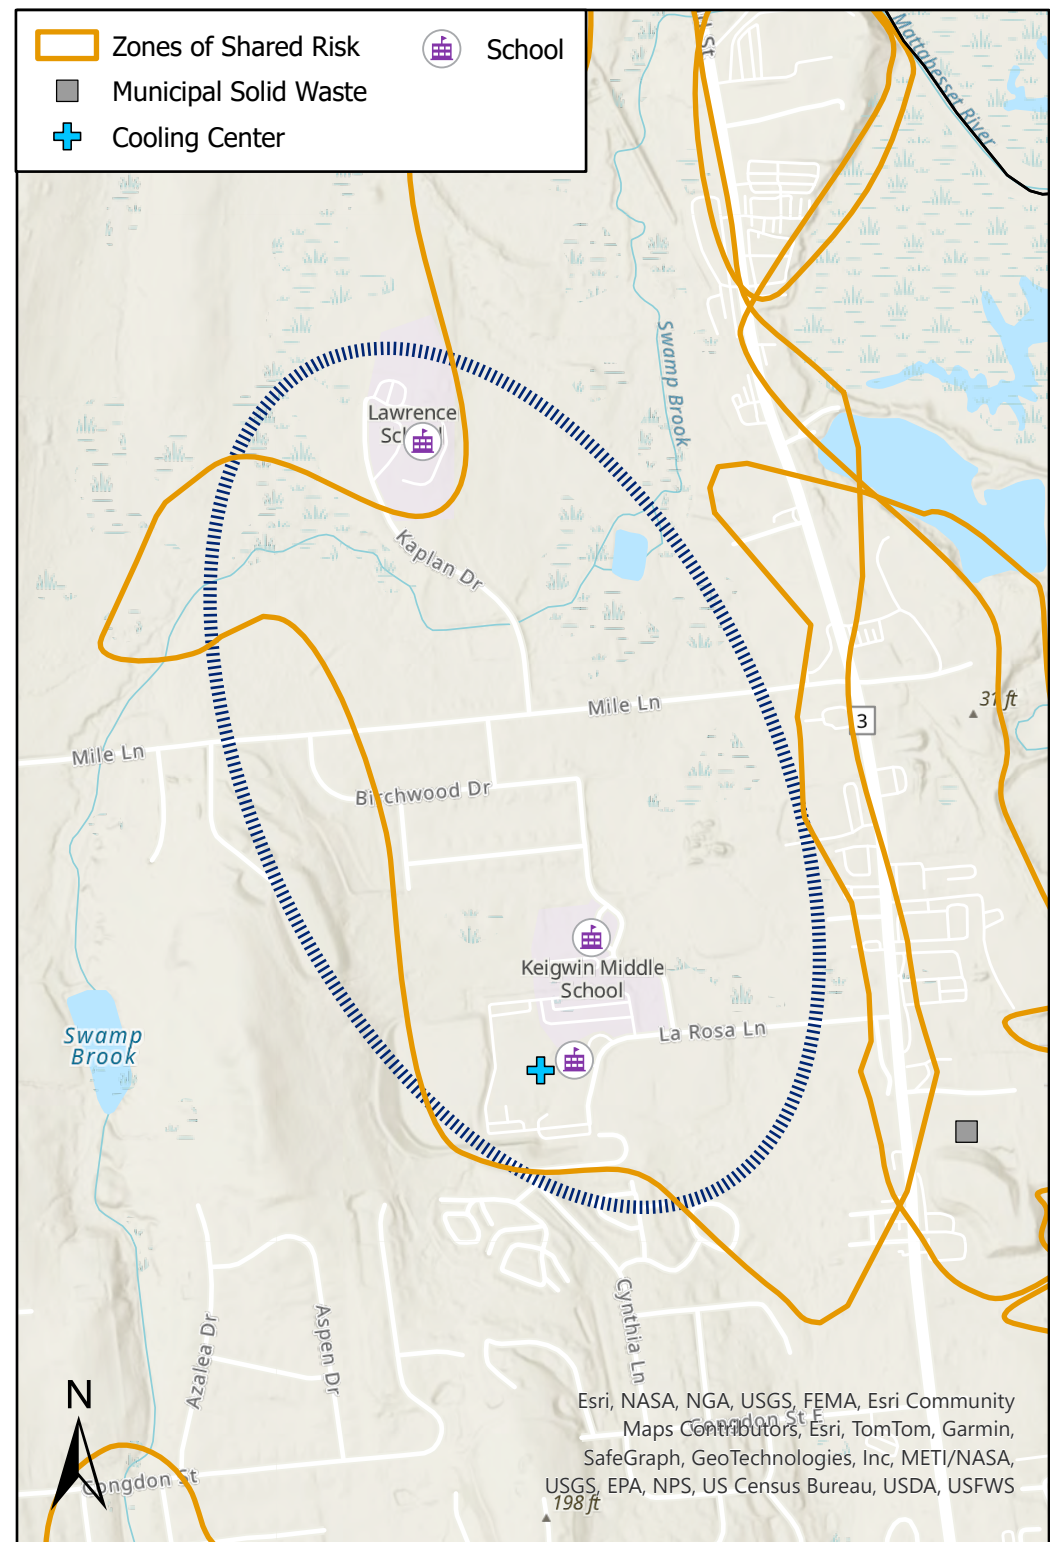 Zones of Shared Risk
School
Municipal Solid Waste
Cooling Center
St
Mattabesset River
Swamp Brook
Lawrence
Kaplan Dr
Mile Ln
31 ft
3
Mile Ln
Birchwood Dr
Keigwin Middle
School
La Rosa Ln
Swamp
Brook
Cynthia Ln
Azalea Dr
Aspen Dr
N
Esri, NASA, NGA, USGS, FEMA, Esri Community
Congdon St E
Maps Contributors, Esri, TomTom, Garmin,
SafeGraph, GeoTechnologies, Inc, METI/NASA,
USGS, EPA, NPS, US Census Bureau, USDA, USFWS
Congdon St
198 ft